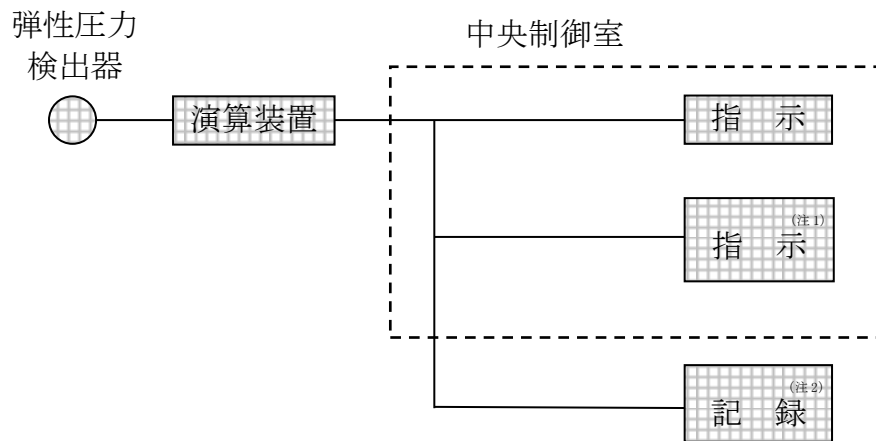 弾性圧力
検出器
中央制御室
演算装置
指 示
(注1)
指 示
(注2)
記 録